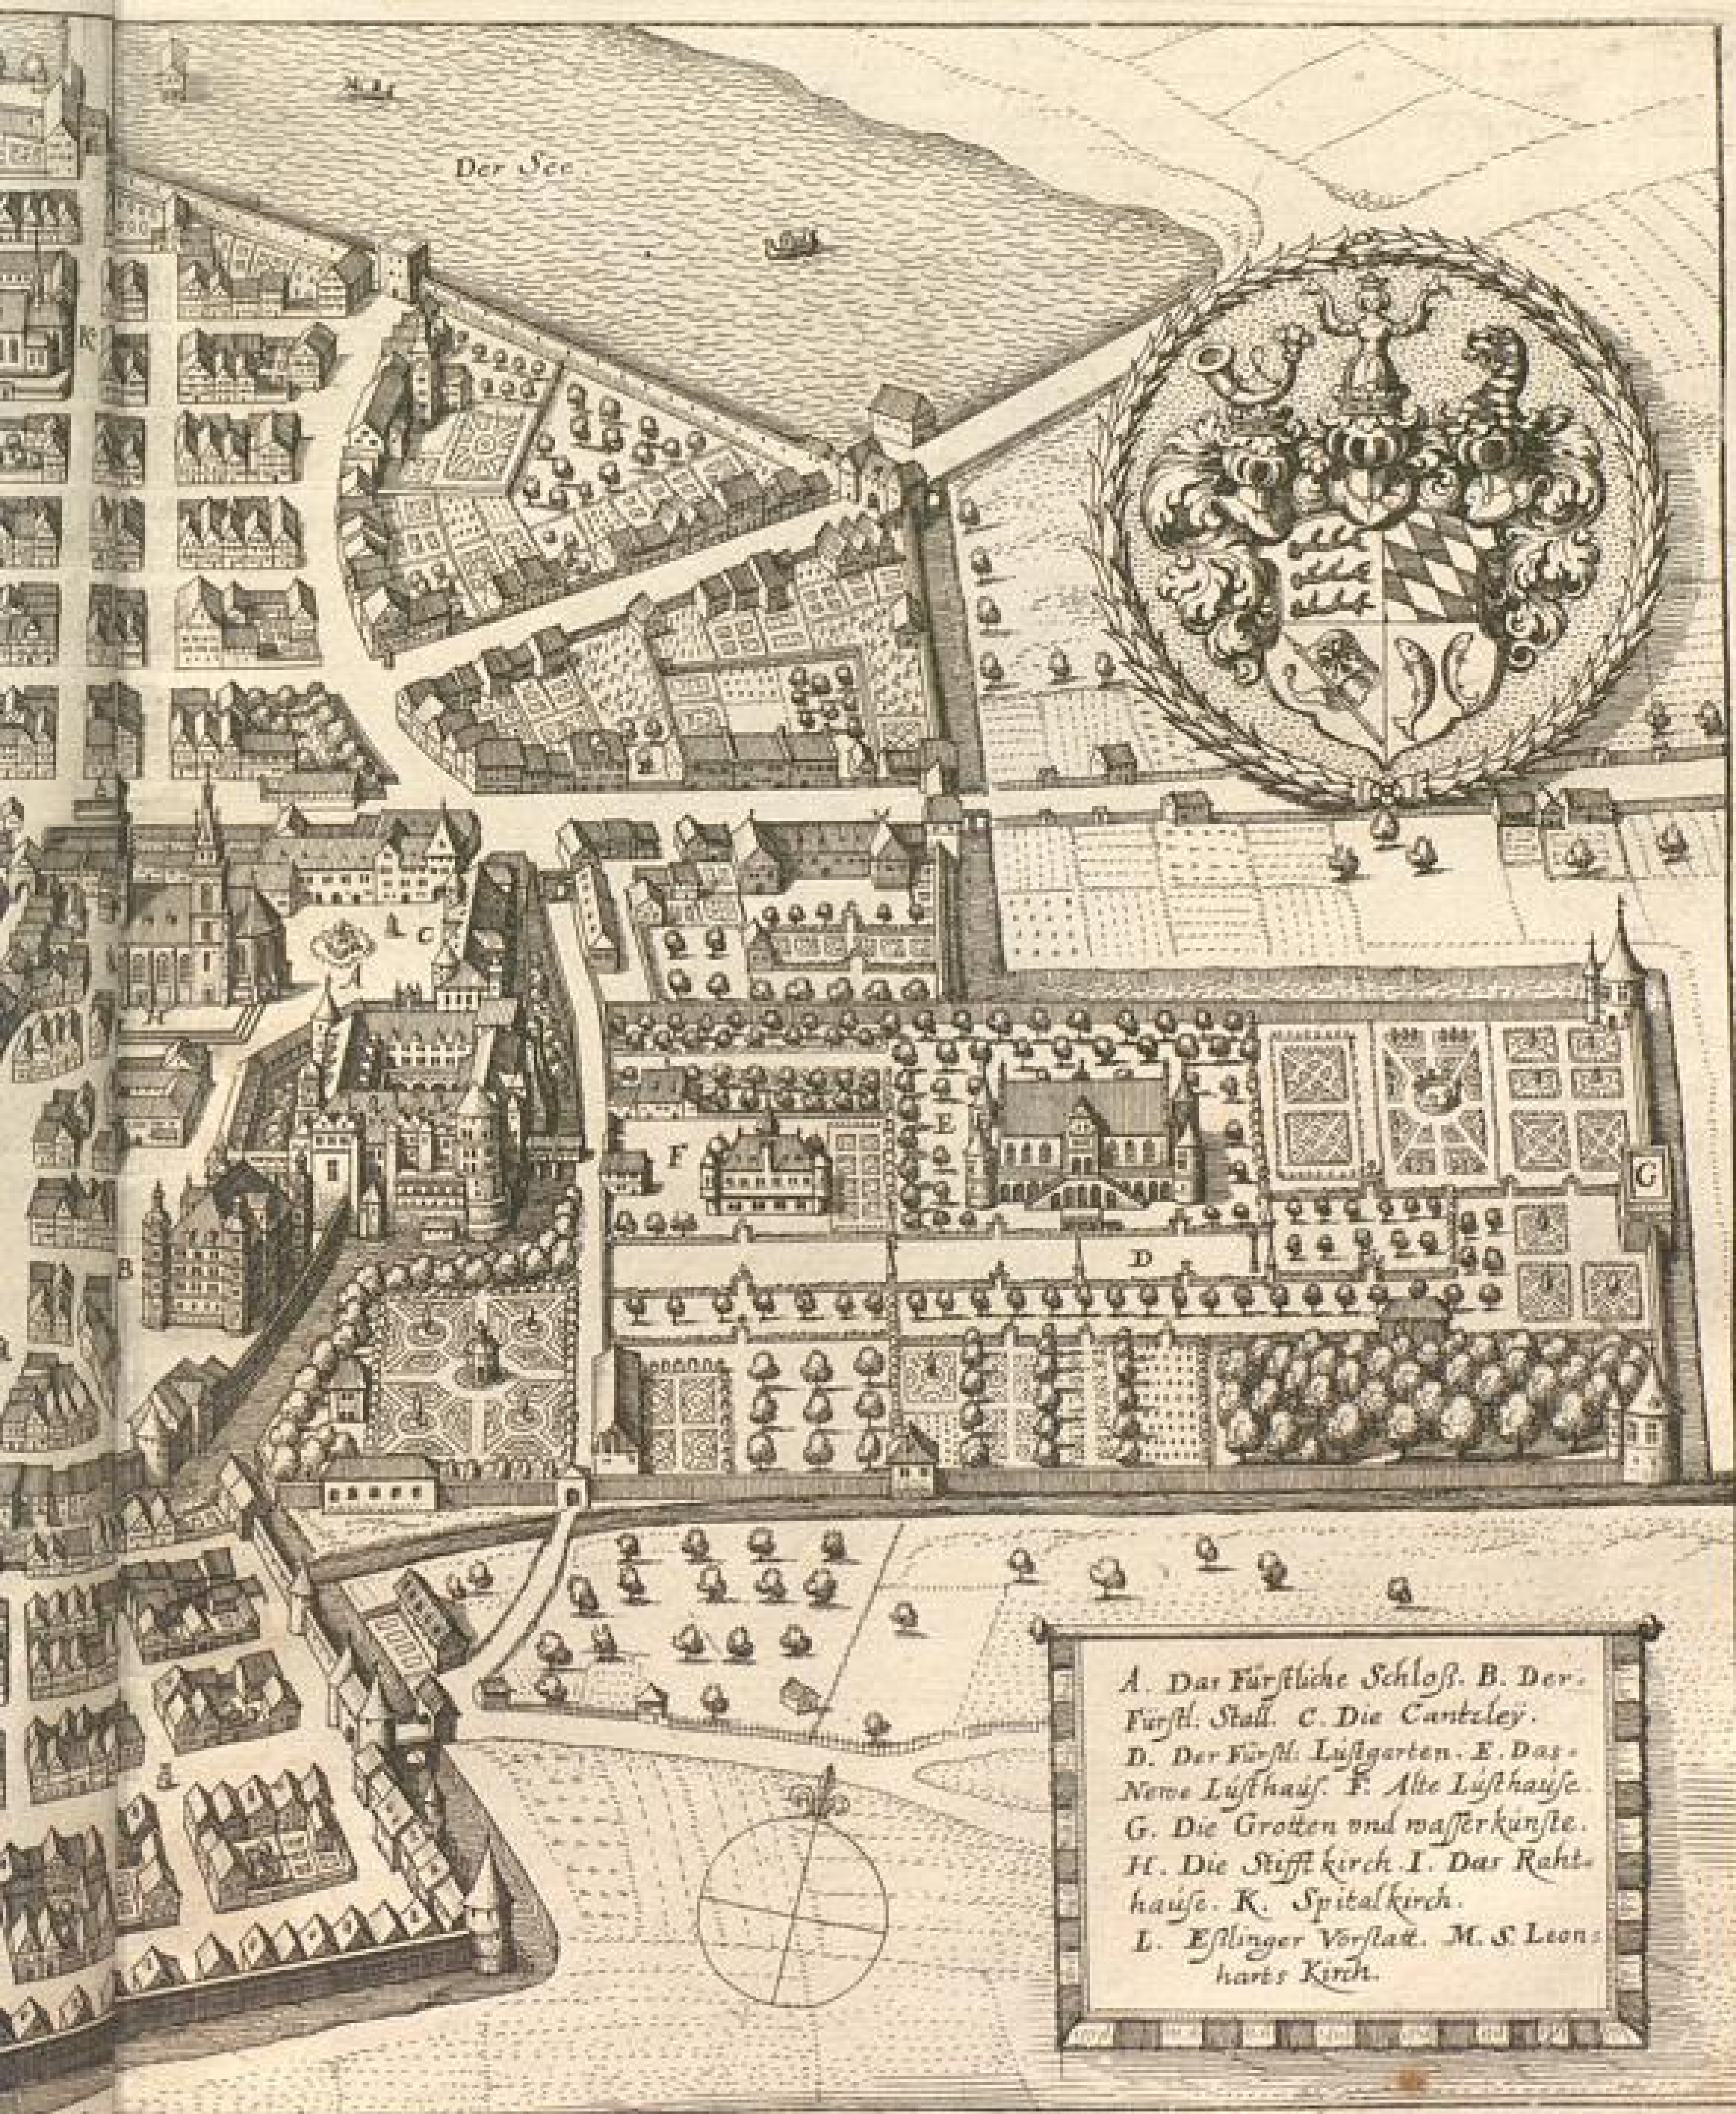 Der See.
K
C
A
E
F
G
B
D
A. Das Fürstliche Schloß. B. Der-
Fürstl. Stall. C. Die Cantzley.
D. Der Fürstl: Lustgarten. E. Das-
Newe Lusthauß. F. Alte Lusthause.
G. Die Grotten vnd wasserkünste.
H. Die Stifft kirch. I. Das Raht-
hause. K. Spitalkirch.
L. Eßlinger Vorstatt. M. S. Leon-
harts Kirch.